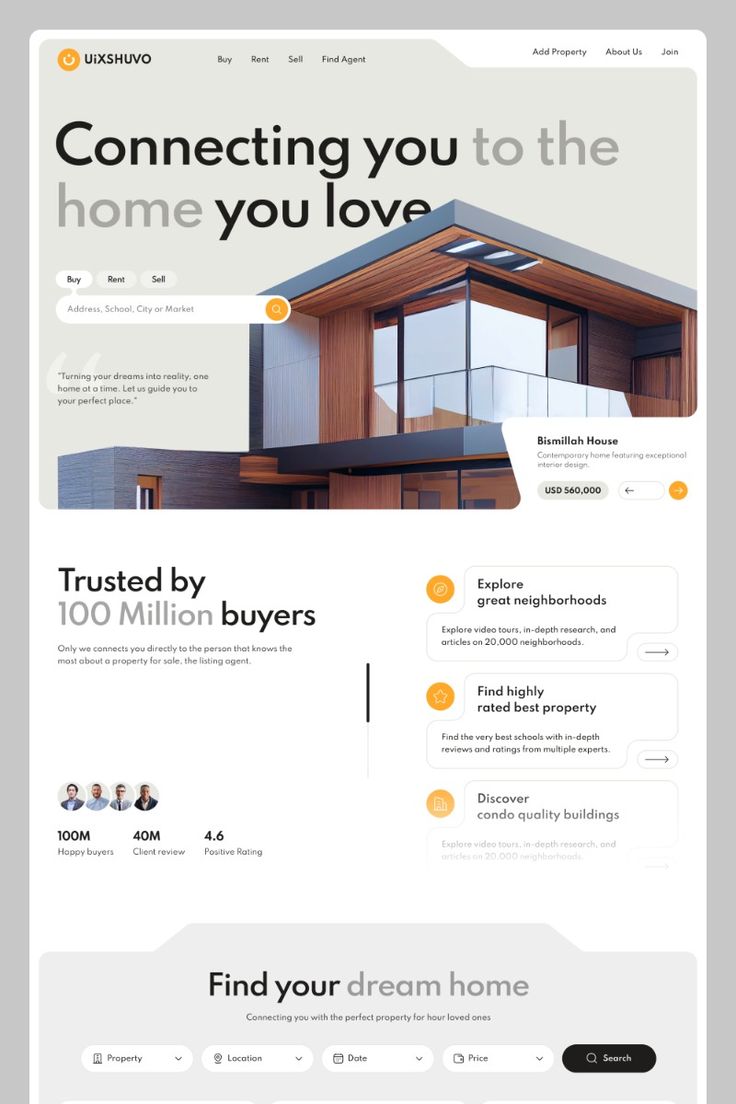 UiXSHUVO
Buy Rent Sell Find Agent
Add Property About Us Join
Connecting you to the
home you love
Buy Rent Sell
Address, School, City or Market
"Turning your dreams into reality, one
home at a time. Let us guide you to
your perfect place."
Bismillah House
Contemporary home featuring exceptional
interior design.
USD 560,000
Trusted by
100 Million buyers
Only we connects you directly to the person that knows the
most about a property for sale, the listing agent.
100M 40M 4.6
Happy buyers Client review Positive Rating
Explore
great neighborhoods
Explore video tours, in-depth research, and
articles on 20,000 neighborhoods.
Find highly
rated best property
Find the very best schools with in-depth
reviews and ratings from multiple experts.
Discover
condo quality buildings
Explore video tours, in-depth research, and
articles on 20,000 neighborhoods.
Find your dream home
Connecting you with the perfect property for hour loved ones
Property Location Date Price Search